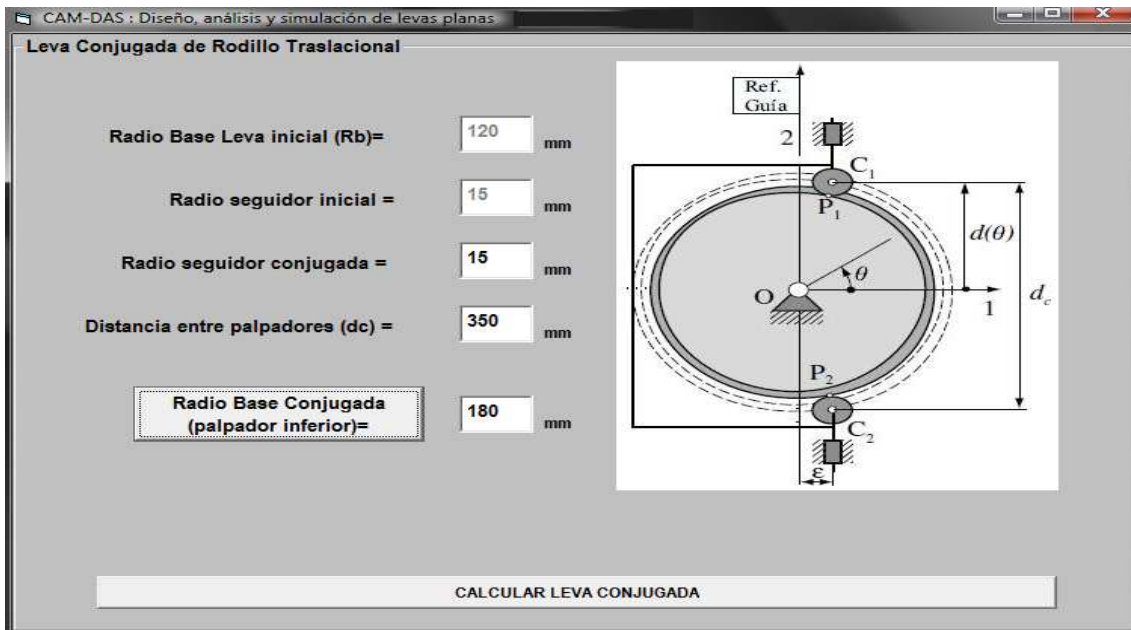 CAM-DAS : Diseño, análisis y simulación de levas planas
Leva Conjugada de Rodillo Traslacional
Radio Base Leva inicial (Rb)= 120 mm
Radio seguidor inicial = 15 mm
Radio seguidor conjugada = 15 mm
Distancia entre palpadores (dc) = 350 mm
Radio Base Conjugada
(palpador inferior)= 180 mm
Ref.
Guía
2
C1
P1
d(θ)
θ
O
1
dc
P2
C2
ε
CALCULAR LEVA CONJUGADA